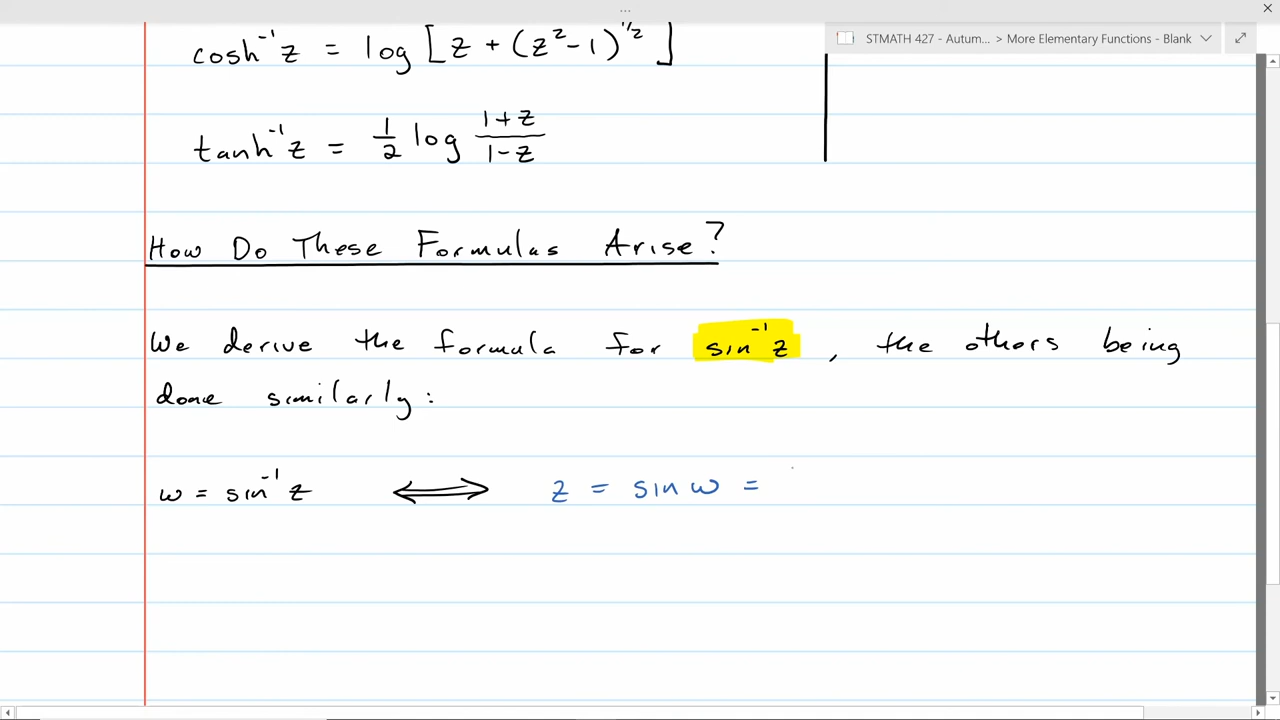 ...
STMATH 427 - Autum... > More Elementary Functions - Blank
cosh⁻¹z = log [z + (z²-1)^½]
tanh⁻¹z = 1/2 log (1+z)/(1-z)
How Do These Formulas Arise?
We derive the formula for sin⁻¹z, the others being
done similarly:
w = sin⁻¹z ⟺ z = sin w =